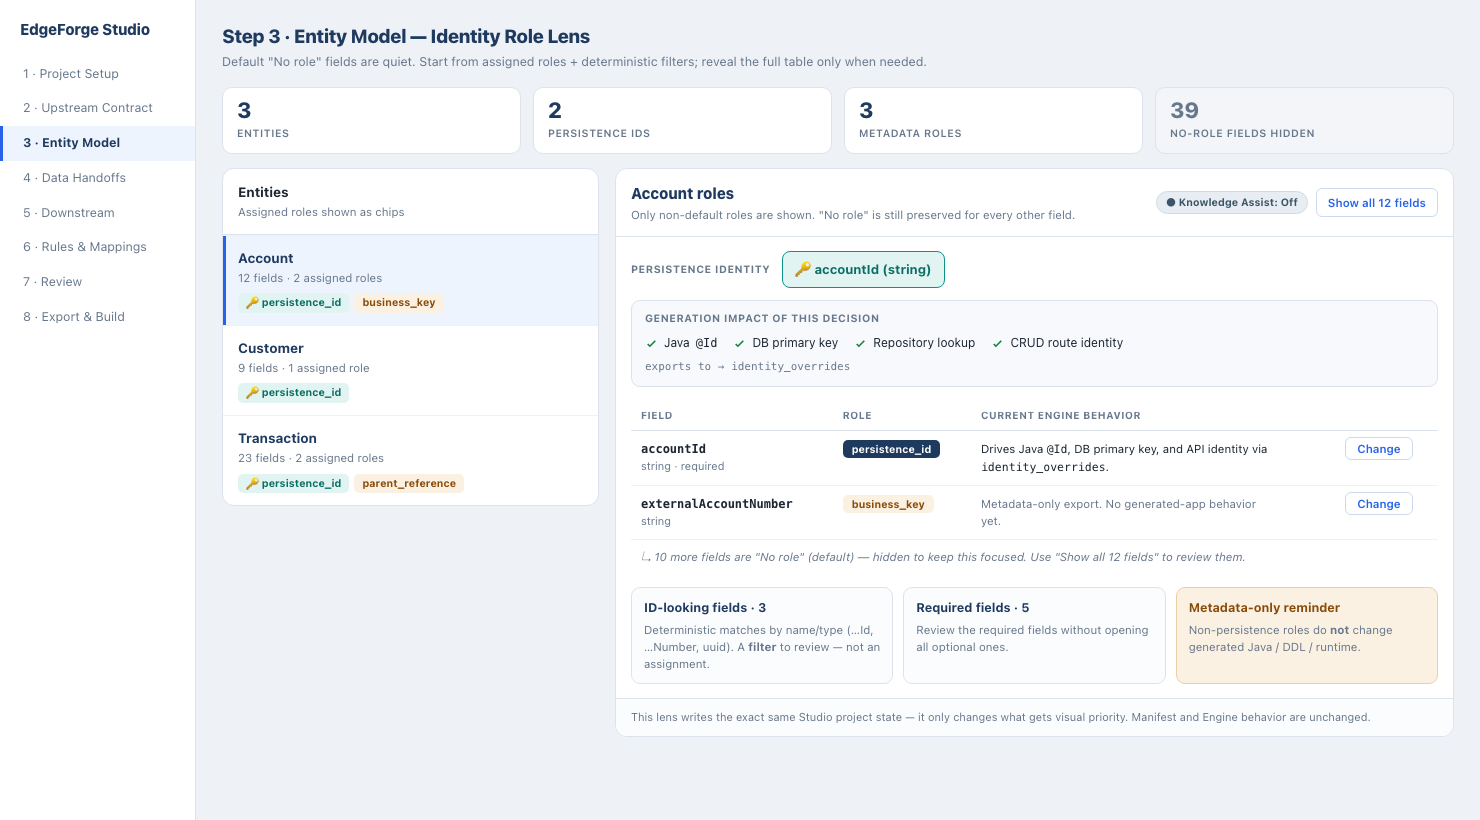 EdgeForge Studio
1 · Project Setup
2 · Upstream Contract
3 · Entity Model
4 · Data Handoffs
5 · Downstream
6 · Rules & Mappings
7 · Review
8 · Export & Build
Step 3 · Entity Model — Identity Role Lens
Default "No role" fields are quiet. Start from assigned roles + deterministic filters; reveal the full table only when needed.
3
ENTITIES
2
PERSISTENCE IDS
3
METADATA ROLES
39
NO-ROLE FIELDS HIDDEN
Entities
Assigned roles shown as chips
Account
12 fields · 2 assigned roles
🔑 persistence_id business_key
Customer
9 fields · 1 assigned role
🔑 persistence_id
Transaction
23 fields · 2 assigned roles
🔑 persistence_id parent_reference
Account roles
Only non-default roles are shown. "No role" is still preserved for every other field.
● Knowledge Assist: Off
Show all 12 fields
PERSISTENCE IDENTITY 🔑 accountId (string)
GENERATION IMPACT OF THIS DECISION
✓ Java @Id ✓ DB primary key ✓ Repository lookup ✓ CRUD route identity
exports to → identity_overrides
FIELD ROLE CURRENT ENGINE BEHAVIOR
accountId
string · required
persistence_id
Drives Java @Id, DB primary key, and API identity via
identity_overrides.
Change
externalAccountNumber
string
business_key
Metadata-only export. No generated-app behavior
yet.
Change
10 more fields are "No role" (default) — hidden to keep this focused. Use "Show all 12 fields" to review them.
ID-looking fields · 3
Deterministic matches by name/type (…Id,
…Number, uuid). A filter to review — not an
assignment.
Required fields · 5
Review the required fields without opening
all optional ones.
Metadata-only reminder
Non-persistence roles do not change
generated Java / DDL / runtime.
This lens writes the exact same Studio project state — it only changes what gets visual priority. Manifest and Engine behavior are unchanged.